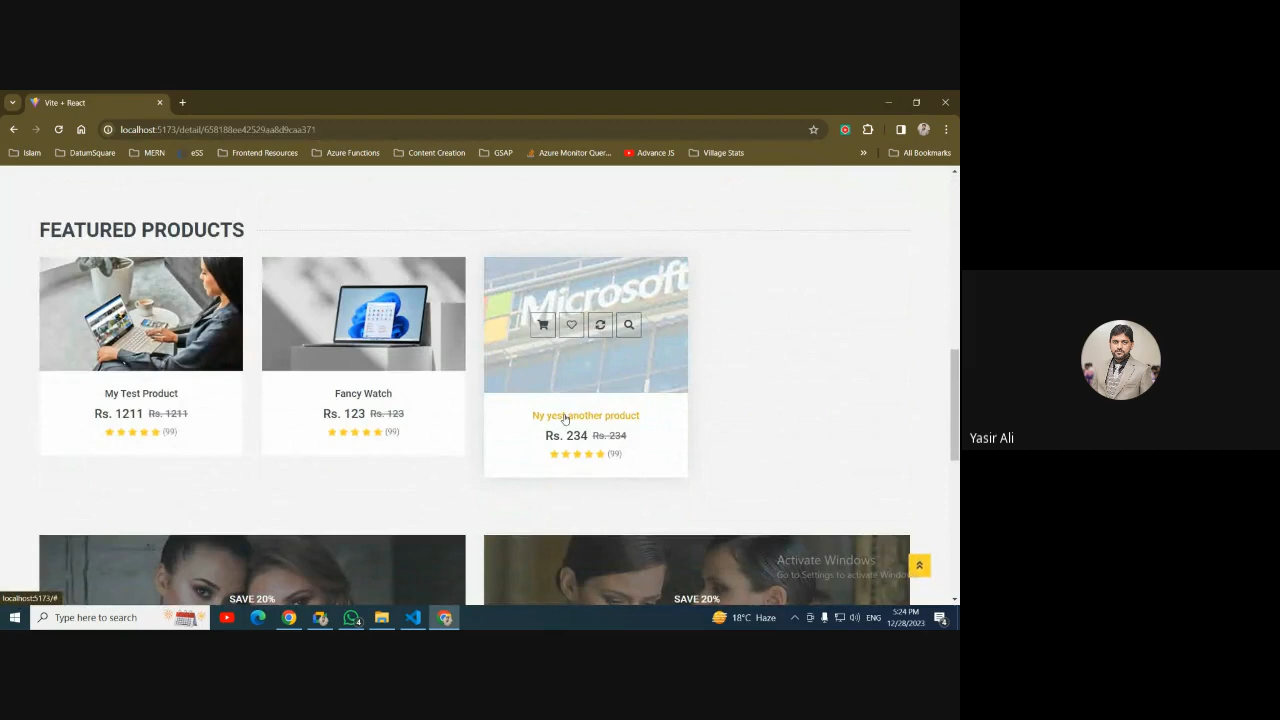 Vite + React
localhost:5173/detail/658188ee42529aa8d9caa371
Islam DatumSquare MERN eSS Frontend Resources Azure Functions Content Creation GSAP Azure Monitor Quer... Advance JS Village Stats » All Bookmarks
FEATURED PRODUCTS
Microsoft
My Test Product
Rs. 1211 Rs. 1211
(99)
Fancy Watch
Rs. 123 Rs. 123
(99)
Ny yest another product
Rs. 234 Rs. 234
(99)
Yasir Ali
SAVE 20%
SAVE 20%
Activate Windows
Go to Settings to activate Windows
localhost:5173/#
Type here to search
4
18°C Haze
ENG
5:24 PM
12/28/2023
4